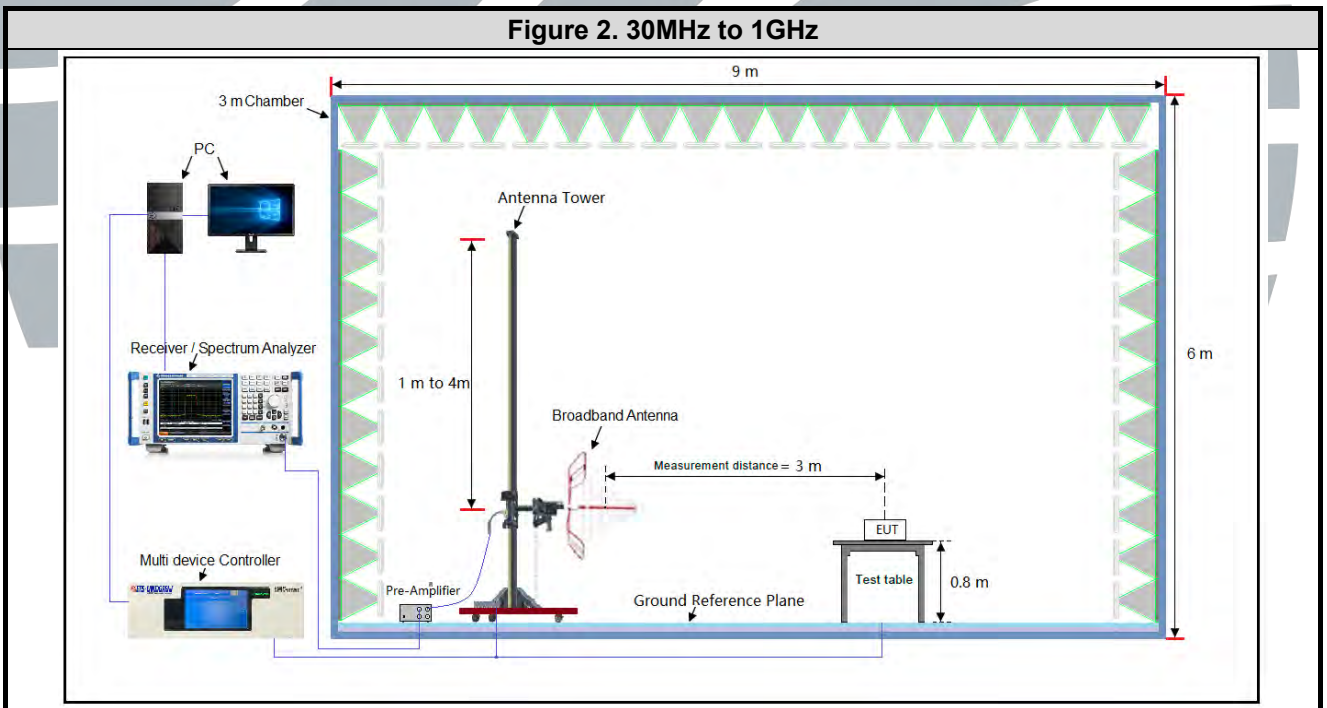 Figure 2. 30MHz to 1GHz
9 m
3 m Chamber
PC
Antenna Tower
Receiver / Spectrum Analyzer
1 m to 4m
6 m
Broadband Antenna
Measurement distance = 3 m
EUT
Multi device Controller
Test table
0.8 m
Pre-Amplifier
Ground Reference Plane